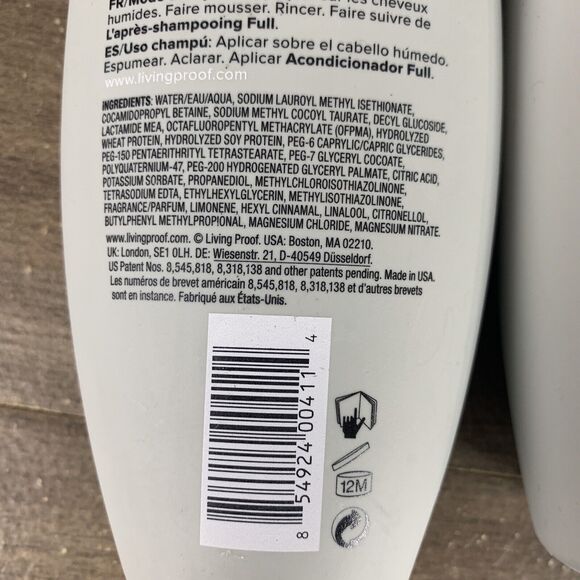 FR/Mode
les cheveux
humides. Faire mousser. Rincer. Faire suivre de
L'après-shampooing Full.
ES/Uso champú: Aplicar sobre el cabello húmedo.
Espumear. Aclarar. Aplicar Acondicionador Full.
www.livingproof.com
INGREDIENTS: WATER/EAU/AQUA, SODIUM LAUROYL METHYL ISETHIONATE,
COCAMIDOPROPYL BETAINE, SODIUM METHYL COCOYL TAURATE, DECYL GLUCOSIDE,
LACTAMIDE MEA, OCTAFLUOROPENTYL METHACRYLATE (OFPMA), HYDROLYZED
WHEAT PROTEIN, HYDROLYZED SOY PROTEIN, PEG-6 CAPRYLIC/CAPRIC GLYCERIDES,
PEG-150 PENTAERITHRITYL TETRASTEARATE, PEG-7 GLYCERYL COCOATE,
POLYQUATERNIUM-47, PEG-200 HYDROGENATED GLYCERYL PALMATE, CITRIC ACID,
POTASSIUM SORBATE, PROPANEDIOL, METHYLCHLOROISOTHIAZOLINONE,
TETRASODIUM EDTA, ETHYLHEXYLGLYCERIN, METHYLISOTHIAZOLINONE,
FRAGRANCE/PARFUM, LIMONENE, HEXYL CINNAMAL, LINALOOL, CITRONELLOL,
BUTYLPHENYL METHYLPROPIONAL, MAGNESIUM CHLORIDE, MAGNESIUM NITRATE.
www.livingproof.com. © Living Proof. USA: Boston, MA 02210.
UK: London, SE1 0LH. DE: Wiesenstr. 21, D-40549 Düsseldorf.
US Patent Nos. 8,545,818, 8,318,138 and other patents pending. Made in USA.
Les numéros de brevet américain 8,545,818, 8,318,138 et d'autres brevets
sont en instance. Fabriqué aux États-Unis.
8 54924 00411 4
12M